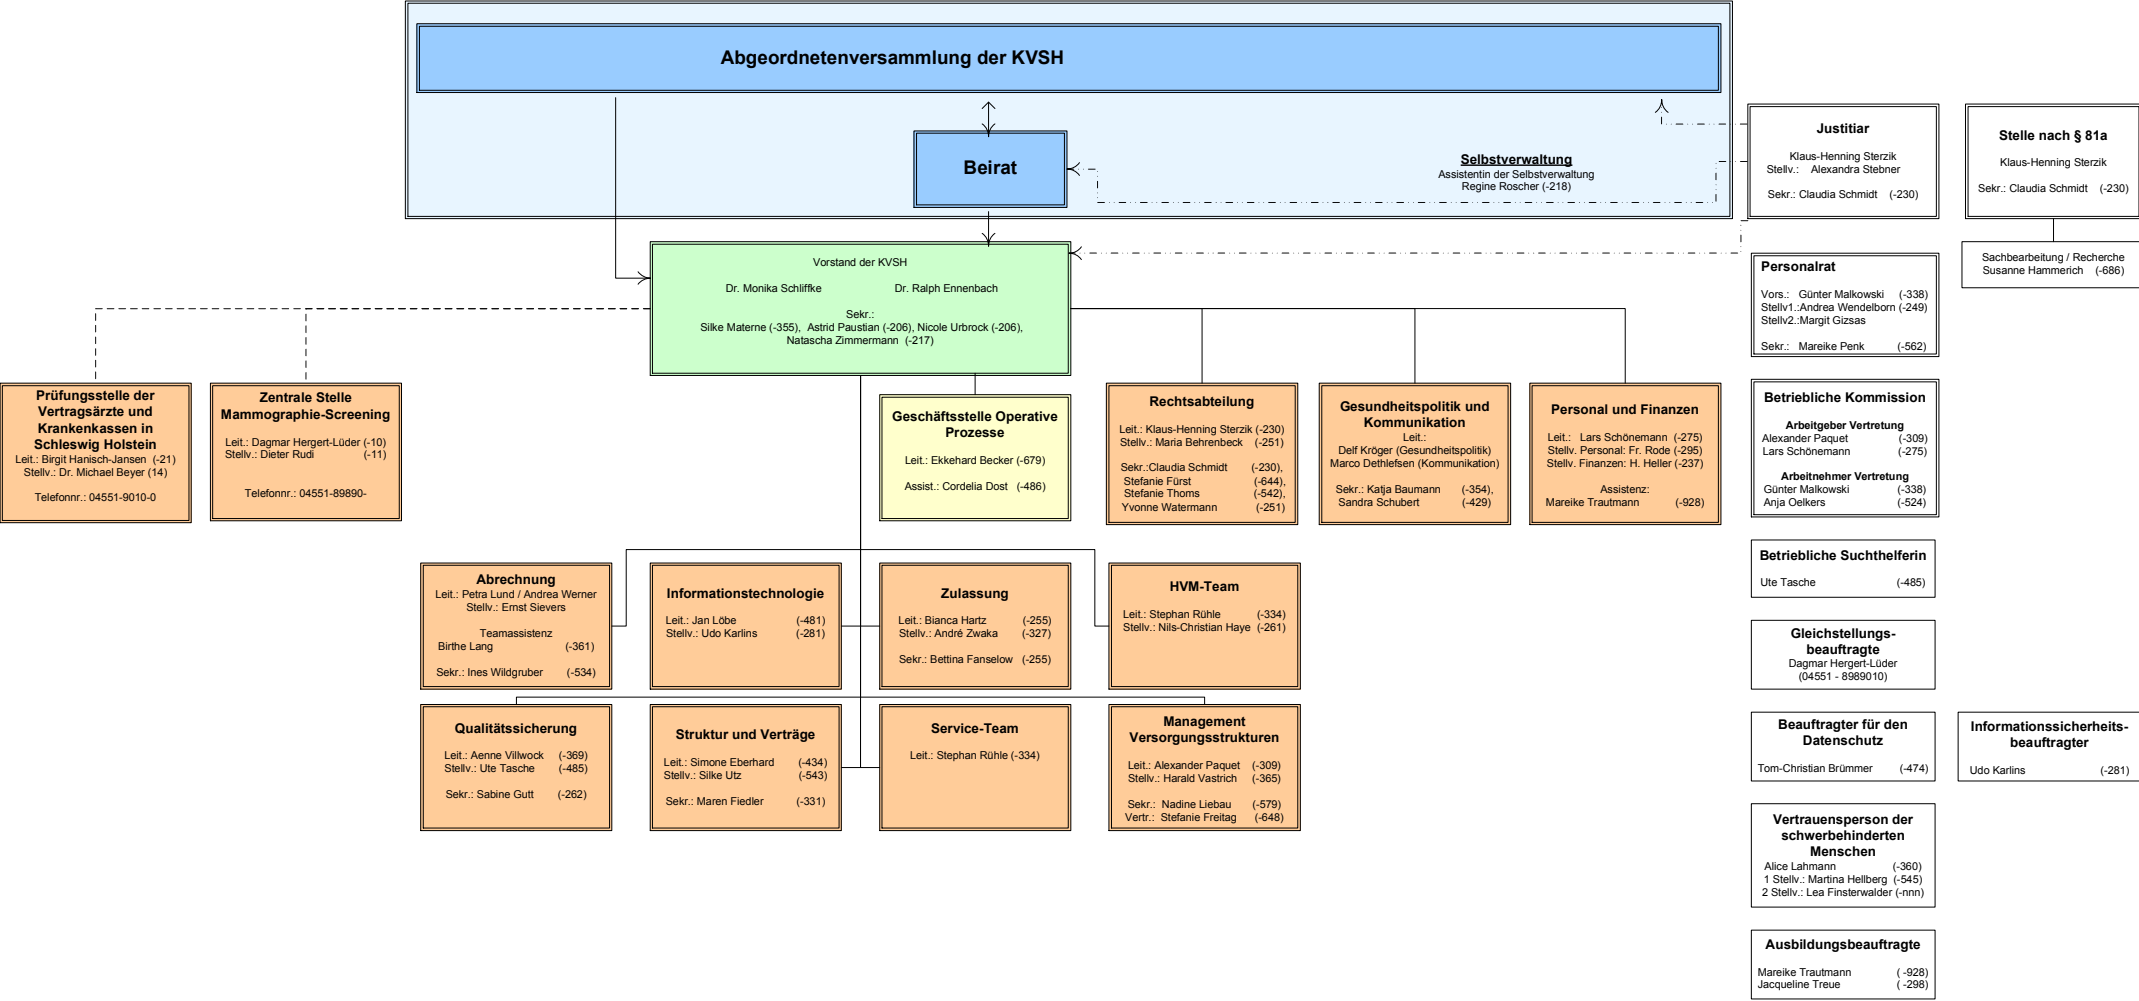 Abgeordnetenversammlung der KVSH
Beirat
Selbstverwaltung
Assistentin der Selbstverwaltung
Regine Roscher (-218)
Justitiar
Klaus-Henning Sterzik
Stellv.: Alexandra Stebner
Sekr.: Claudia Schmidt (-230)
Stelle nach § 81a
Klaus-Henning Sterzik
Sekr.: Claudia Schmidt (-230)
Sachbearbeitung / Recherche
Susanne Hammerich (-686)
Vorstand der KVSH
Dr. Monika Schliffke Dr. Ralph Ennenbach
Sekr.:
Silke Materne (-355), Astrid Paustian (-206), Nicole Urbrock (-206),
Natascha Zimmermann (-217)
Personalrat
Vors.: Günter Malkowski (-338)
Stellv1.:Andrea Wendelborn (-249)
Stellv2.:Margit Gizsas
Sekr.: Mareike Penk (-562)
Prüfungsstelle der
Vertragsärzte und
Krankenkassen in
Schleswig Holstein
Leit.: Birgit Hanisch-Jansen (-21)
Stellv.: Dr. Michael Beyer (14)
Telefonnr.: 04551-9010-0
Zentrale Stelle
Mammographie-Screening
Leit.: Dagmar Hergert-Lüder (-10)
Stellv.: Dieter Rudi (-11)
Telefonnr.: 04551-89890-
Geschäftsstelle Operative
Prozesse
Leit.: Ekkehard Becker (-679)
Assist.: Cordelia Dost (-486)
Rechtsabteilung
Leit.: Klaus-Henning Sterzik (-230)
Stellv.: Maria Behrenbeck (-251)
Sekr.:Claudia Schmidt (-230),
Stefanie Fürst (-644),
Stefanie Thoms (-542),
Yvonne Watermann (-251)
Gesundheitspolitik und
Kommunikation
Leit.:
Delf Kröger (Gesundheitspolitik)
Marco Dethlefsen (Kommunikation)
Sekr.: Katja Baumann (-354),
Sandra Schubert (-429)
Personal und Finanzen
Leit.: Lars Schönemann (-275)
Stellv. Personal: Fr. Rode (-295)
Stellv. Finanzen: H. Heller (-237)
Assistenz:
Mareike Trautmann (-928)
Betriebliche Kommission
Arbeitgeber Vertretung
Alexander Paquet (-309)
Lars Schönemann (-275)
Arbeitnehmer Vertretung
Günter Malkowski (-338)
Anja Oelkers (-524)
Betriebliche Suchthelferin
Ute Tasche (-485)
Abrechnung
Leit.: Petra Lund / Andrea Werner
Stellv.: Ernst Sievers
Teamassistenz
Birthe Lang (-361)
Sekr.: Ines Wildgruber (-534)
Informationstechnologie
Leit.: Jan Löbe (-481)
Stellv.: Udo Karlins (-281)
Zulassung
Leit.: Bianca Hartz (-255)
Stellv.: André Zwaka (-327)
Sekr.: Bettina Fanselow (-255)
HVM-Team
Leit.: Stephan Rühle (-334)
Stellv.: Nils-Christian Haye (-261)
Gleichstellungs-
beauftragte
Dagmar Hergert-Lüder
(04551 - 8989010)
Qualitätssicherung
Leit.: Aenne Villwock (-369)
Stellv.: Ute Tasche (-485)
Sekr.: Sabine Gutt (-262)
Struktur und Verträge
Leit.: Simone Eberhard (-434)
Stellv.: Silke Utz (-543)
Sekr.: Maren Fiedler (-331)
Service-Team
Leit.: Stephan Rühle (-334)
Management
Versorgungsstrukturen
Leit.: Alexander Paquet (-309)
Stellv.: Harald Vastrich (-365)
Sekr.: Nadine Liebau (-579)
Vertr.: Stefanie Freitag (-648)
Beauftragter für den
Datenschutz
Tom-Christian Brümmer (-474)
Informationssicherheits-
beauftragter
Udo Karlins (-281)
Vertrauensperson der
schwerbehinderten
Menschen
Alice Lahmann (-360)
1 Stellv.: Martina Hellberg (-545)
2 Stellv.: Lea Finsterwalder (-nnn)
Ausbildungsbeauftragte
Mareike Trautmann ( -928)
Jacqueline Treue ( -298)